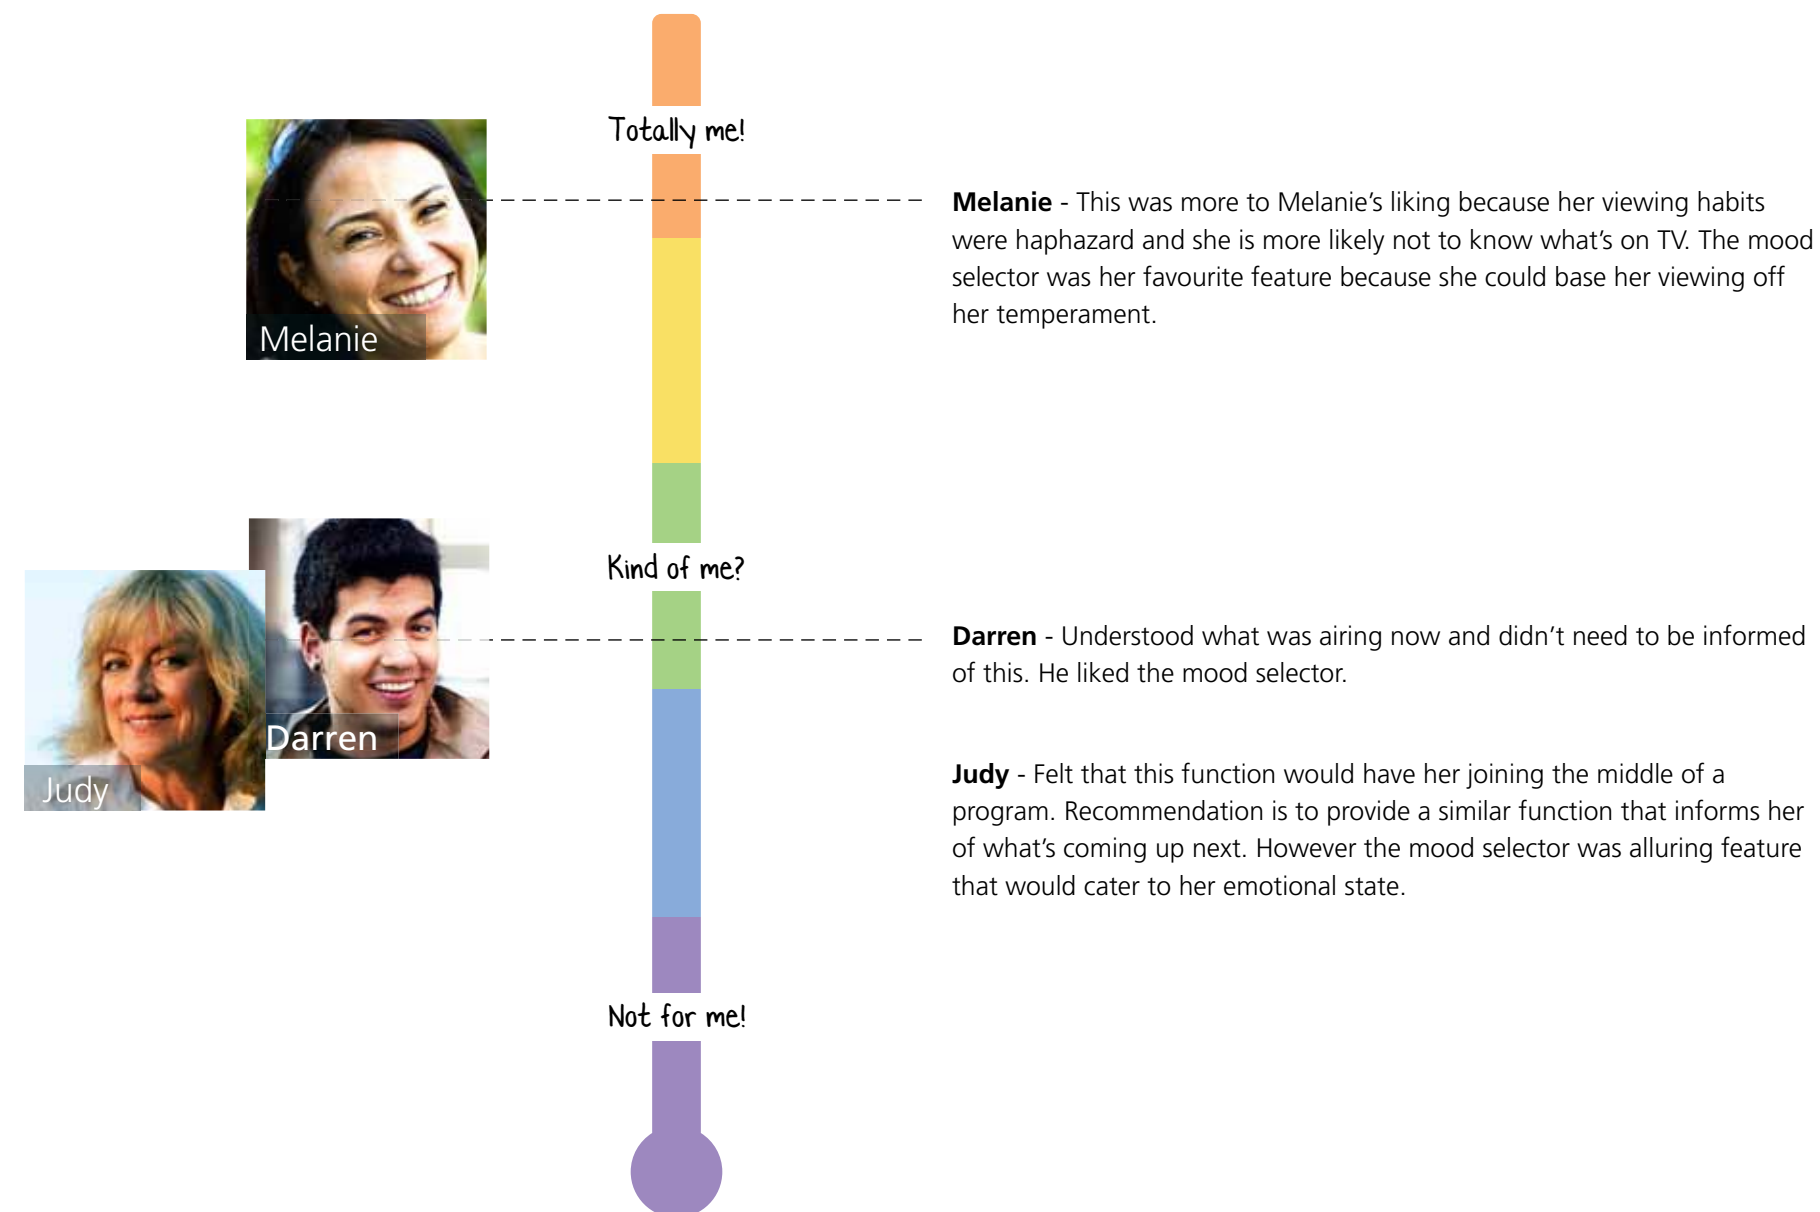 Totally me!
Melanie
Melanie - This was more to Melanie’s liking because her viewing habits
were haphazard and she is more likely not to know what’s on TV. The mood
selector was her favourite feature because she could base her viewing off
her temperament.
Kind of me?
Darren
Judy
Darren - Understood what was airing now and didn’t need to be informed
of this. He liked the mood selector.
Judy - Felt that this function would have her joining the middle of a
program. Recommendation is to provide a similar function that informs her
of what’s coming up next. However the mood selector was alluring feature
that would cater to her emotional state.
Not for me!